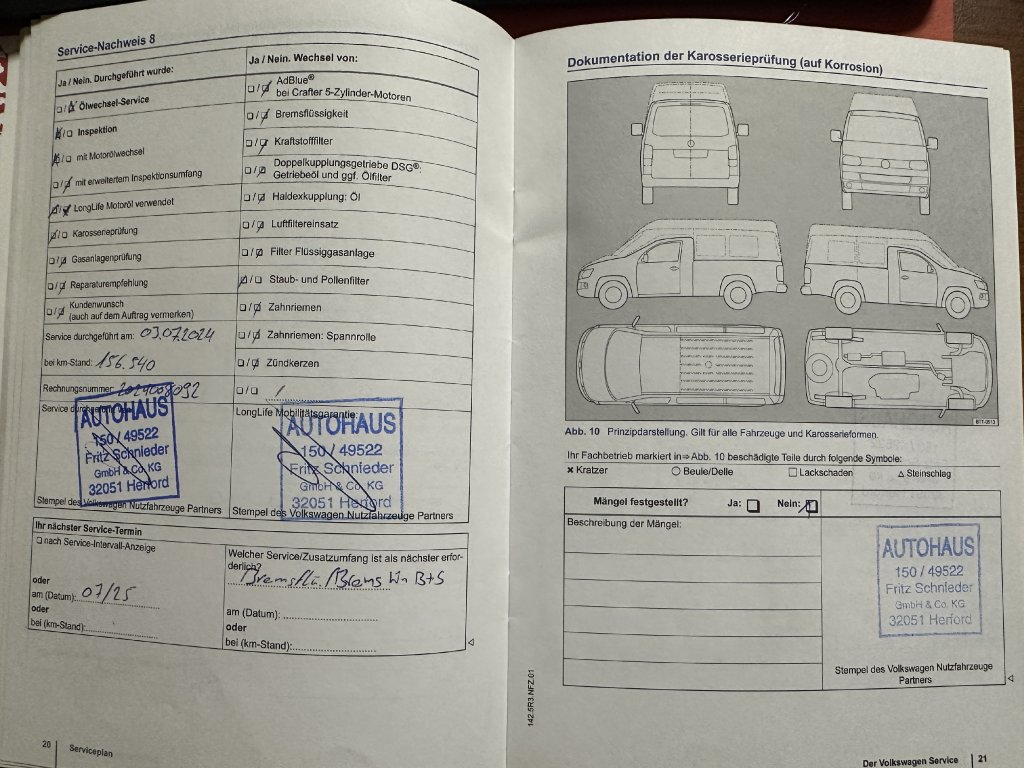 Service-Nachweis 8
Ja / Nein. Durchgeführt wurde:
Ölwechsel-Service
Inspektion
mit Motorölwechsel
mit erweitertem Inspektionsumfang
LongLife Motoröl verwendet
Karosserieprüfung
Gasanlagenprüfung
Reparaturempfehlung
Kundenwunsch
(auch auf dem Auftrag vermerken)
Service durchgeführt am: 03.07.2024
bei km-Stand: 156.540
Rechnungsnummer:
Service
AUTOHAUS
150 / 49522
Fritz Schnieder
GmbH & Co. KG
32051 Herford
Stempel des Volkswagen Nutzfahrzeuge Partners
Ja / Nein. Wechsel von:
AdBlue®
bei Crafter 5-Zylinder-Motoren
Bremsflüssigkeit
Kraftstofffilter
Doppelkupplungsgetriebe DSG®:
Getriebeöl und ggf. Ölfilter
Haldexkupplung: Öl
Luftfiltereinsatz
Filter Flüssiggasanlage
Staub- und Pollenfilter
Zahnriemen
Zahnriemen: Spannrolle
Zündkerzen
LongLife Mobilitätsgarantie:
AUTOHAUS
150 / 49522
Fritz Schnieder
GmbH & Co. KG
32051 Herford
Stempel des Volkswagen Nutzfahrzeuge Partners
Ihr nächster Service-Termin
nach Service-Intervall-Anzeige
oder
am (Datum): 07/25
oder
bei (km-Stand):
Welcher Service/Zusatzumfang ist als nächster erfor-
derlich?
am (Datum):
oder
bei (km-Stand):
20 Serviceplan
Dokumentation der Karosserieprüfung (auf Korrosion)
Abb. 10 Prinzipdarstellung. Gilt für alle Fahrzeuge und Karosserieformen.
Ihr Fachbetrieb markiert in ⇒ Abb. 10 beschädigte Teile durch folgende Symbole:
Kratzer Beule/Delle Lackschaden Steinschlag
Mängel festgestellt? Ja: Nein:
Beschreibung der Mängel:
AUTOHAUS
150 / 49522
Fritz Schnieder
GmbH & Co. KG
32051 Herford
Stempel des Volkswagen Nutzfahrzeuge
Partners
142.5R3.NFZ.01
Der Volkswagen Service 21